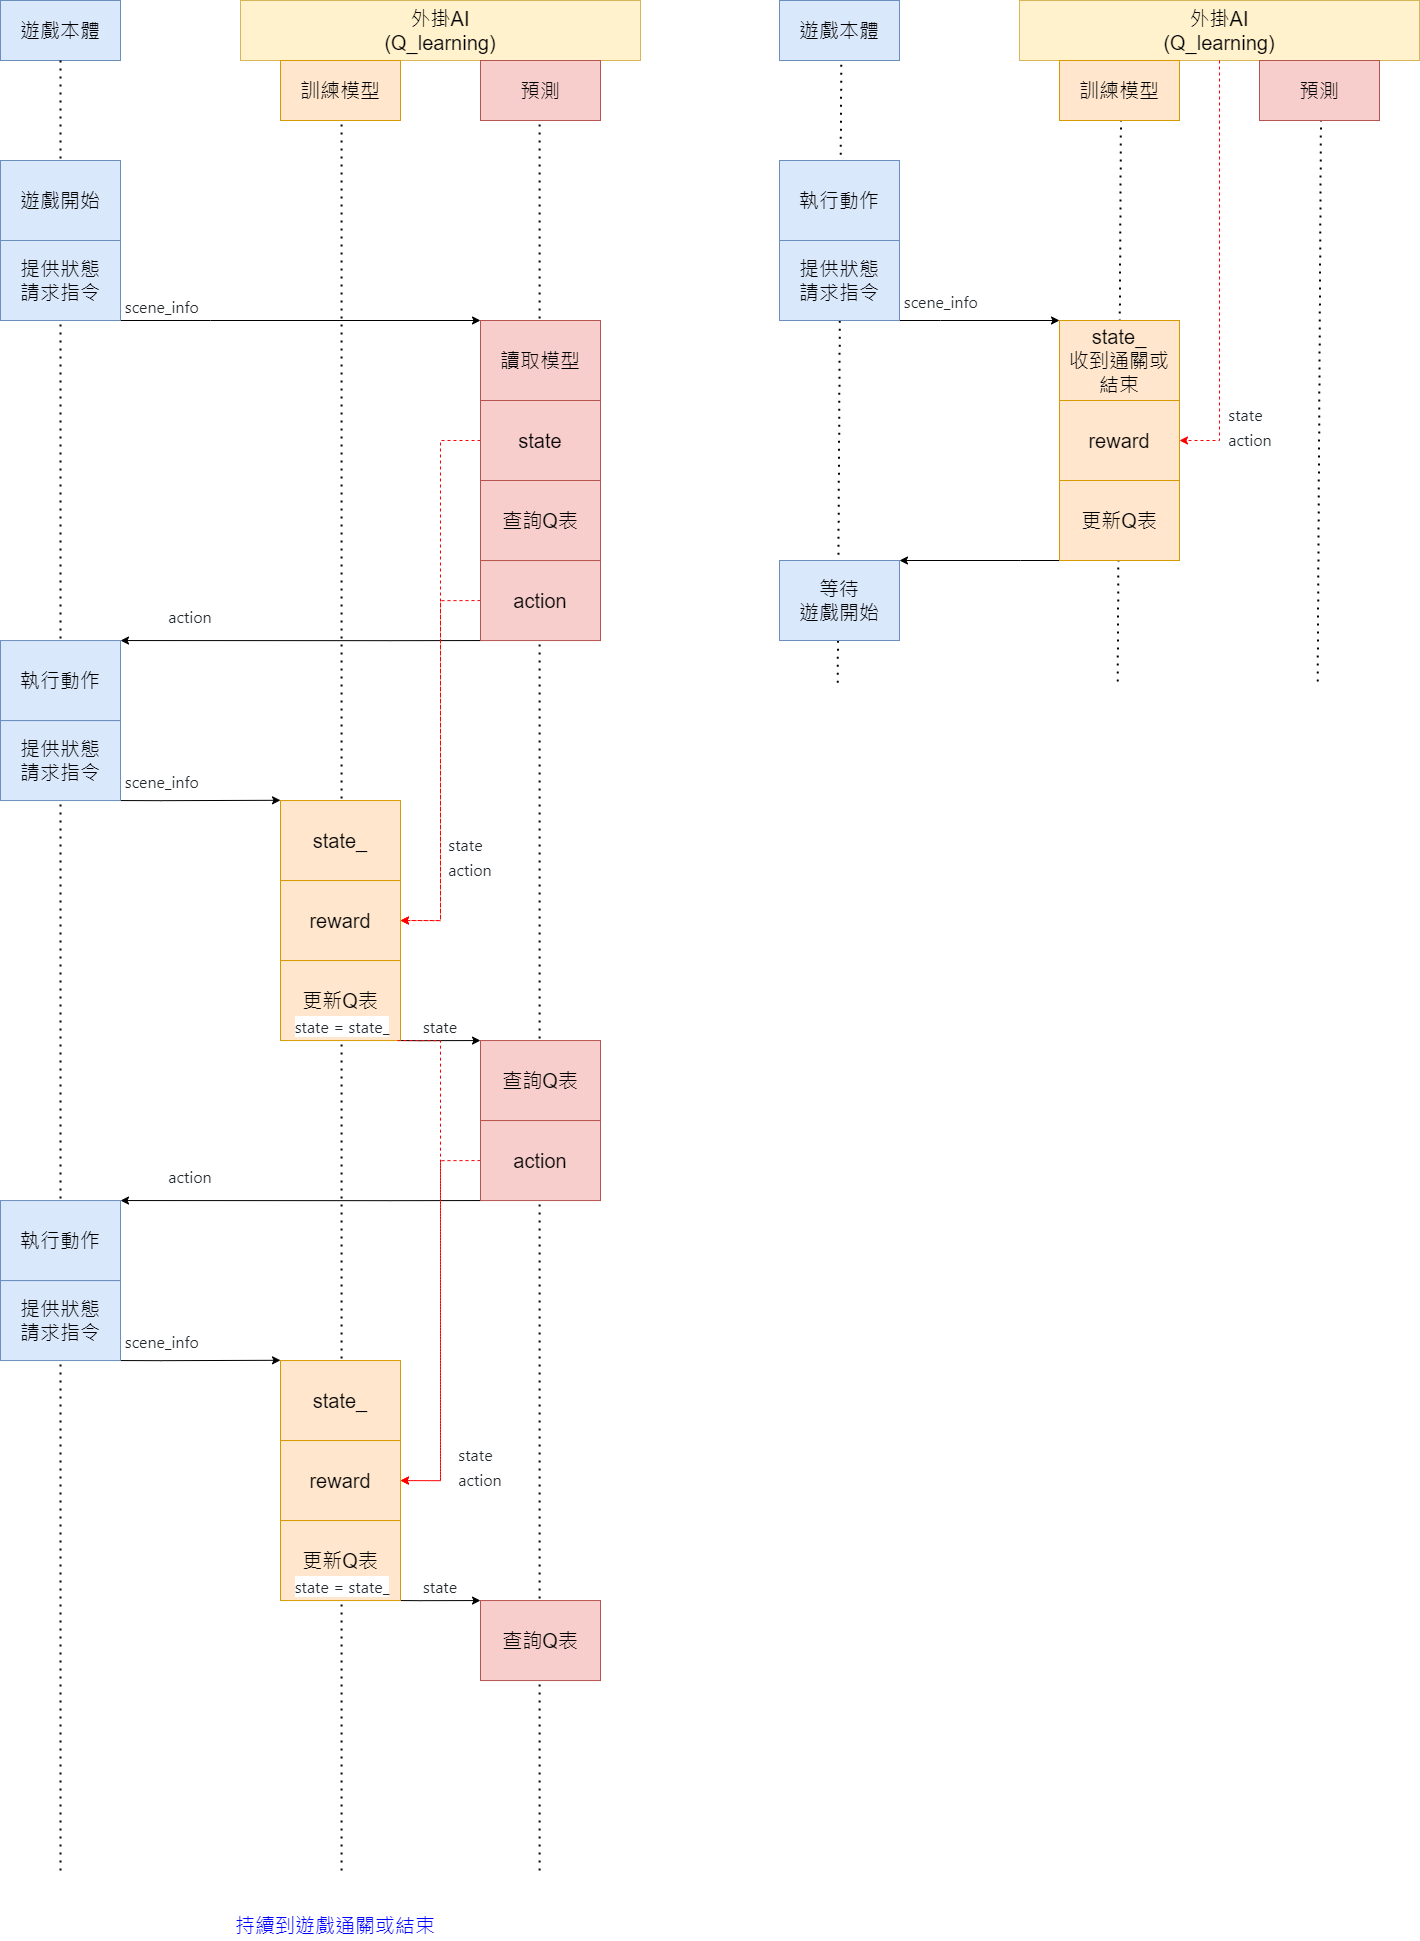 遊戲本體
外掛AI
(Q_learning)
訓練模型
預測
遊戲開始
提供狀態
請求指令
scene_info
讀取模型
state
查詢Q表
action
action
執行動作
提供狀態
請求指令
scene_info
state_
state
action
reward
更新Q表
state = state_
state
查詢Q表
action
action
執行動作
提供狀態
請求指令
scene_info
state_
state
action
reward
更新Q表
state = state_
state
查詢Q表
持續到遊戲通關或結束
遊戲本體
外掛AI
(Q_learning)
訓練模型
預測
執行動作
提供狀態
請求指令
scene_info
state_
收到通關或
結束
state
action
reward
更新Q表
等待
遊戲開始